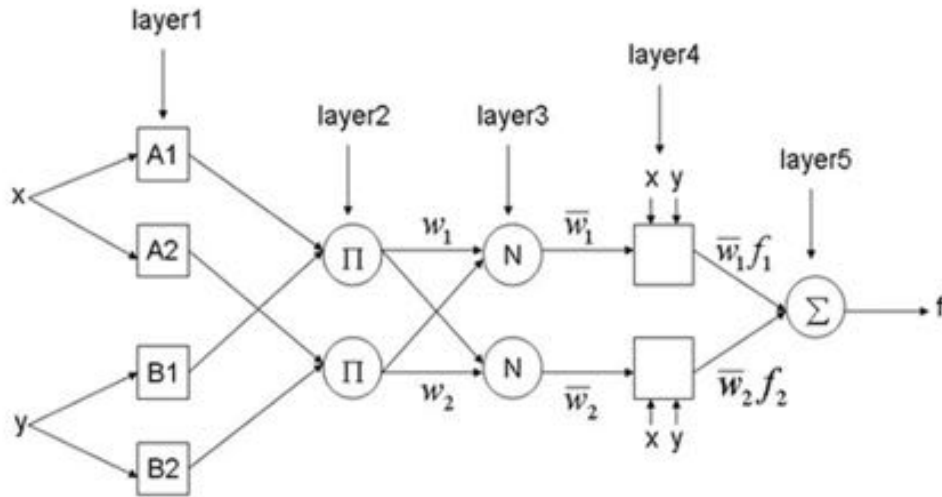 layer1
layer2
layer3
layer4
layer5
x
y
A1
A2
B1
B2
Π
Π
w₁
w₂
N
N
w̅₁
w̅₂
x y
x y
w̅₁f₁
w̅₂f₂
Σ
f